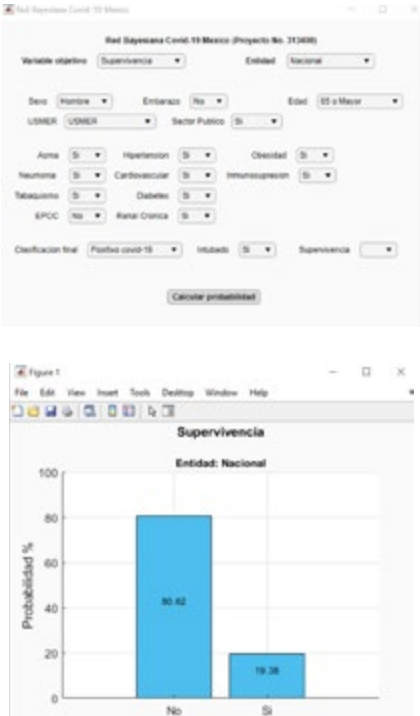 Red Bayesiana Covid-19 Mexico
Red Bayesiana Covid-19 Mexico (Proyecto No. 313400)
Variable objetivo Supervivencia Entidad Nacional
Sexo Hombre Embarazo No Edad 65 o Mayor
USMER USMER Sector Publico Si
Asma Si Hipertension Si Obesidad Si
Neumonia Si Cardiovascular Si Inmunosupresion Si
Tabaquismo Si Diabetes Si
EPOC No Renal Cronica Si
Clasificacion final Positivo covid-19 Intubado Si Supervivencia
Calcular probabilidad
Figure 1
File Edit View Insert Tools Desktop Window Help
Supervivencia
Entidad: Nacional
Probabilidad %
100
80
60
40
20
0
80.62
19.38
No Si